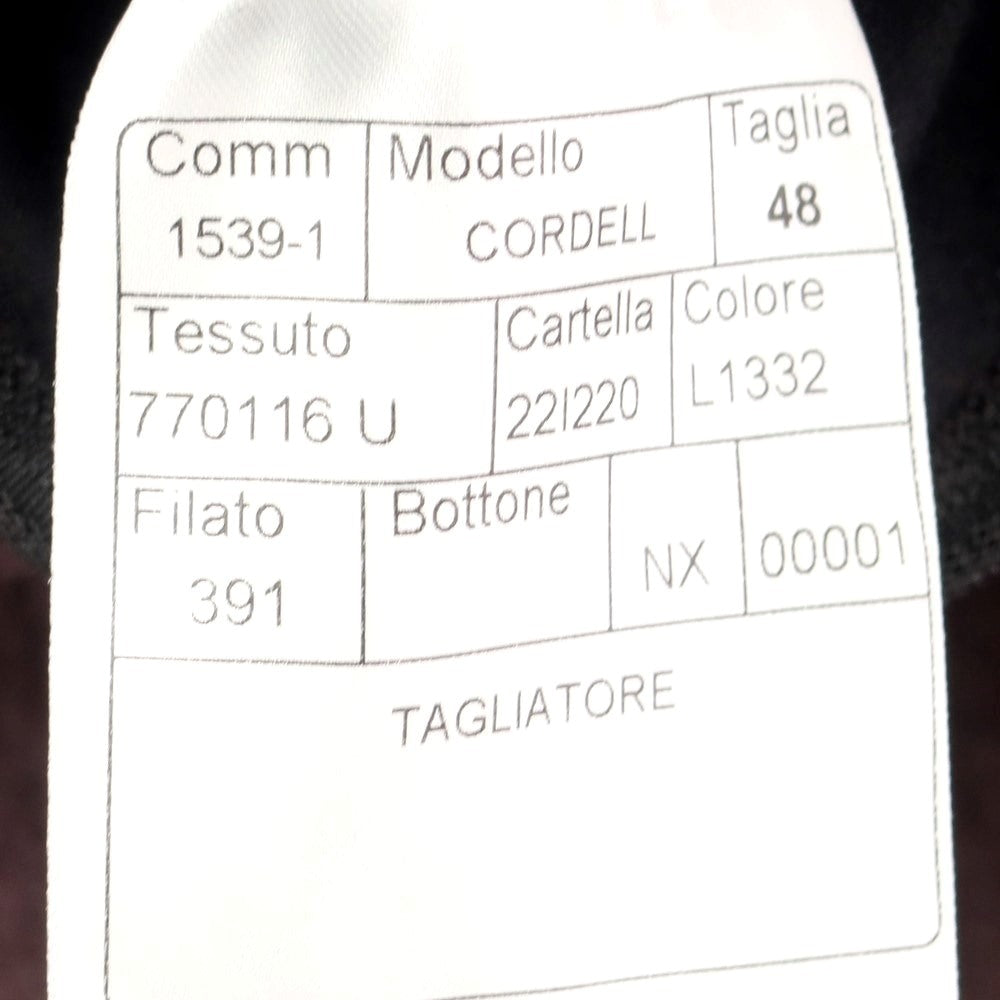 Comm Modello Taglia
1539-1 CORDELL 48
Tessuto Cartella Colore
770116 U 22I220 L1332
Filato Bottone
391 NX 00001
TAGLIATORE